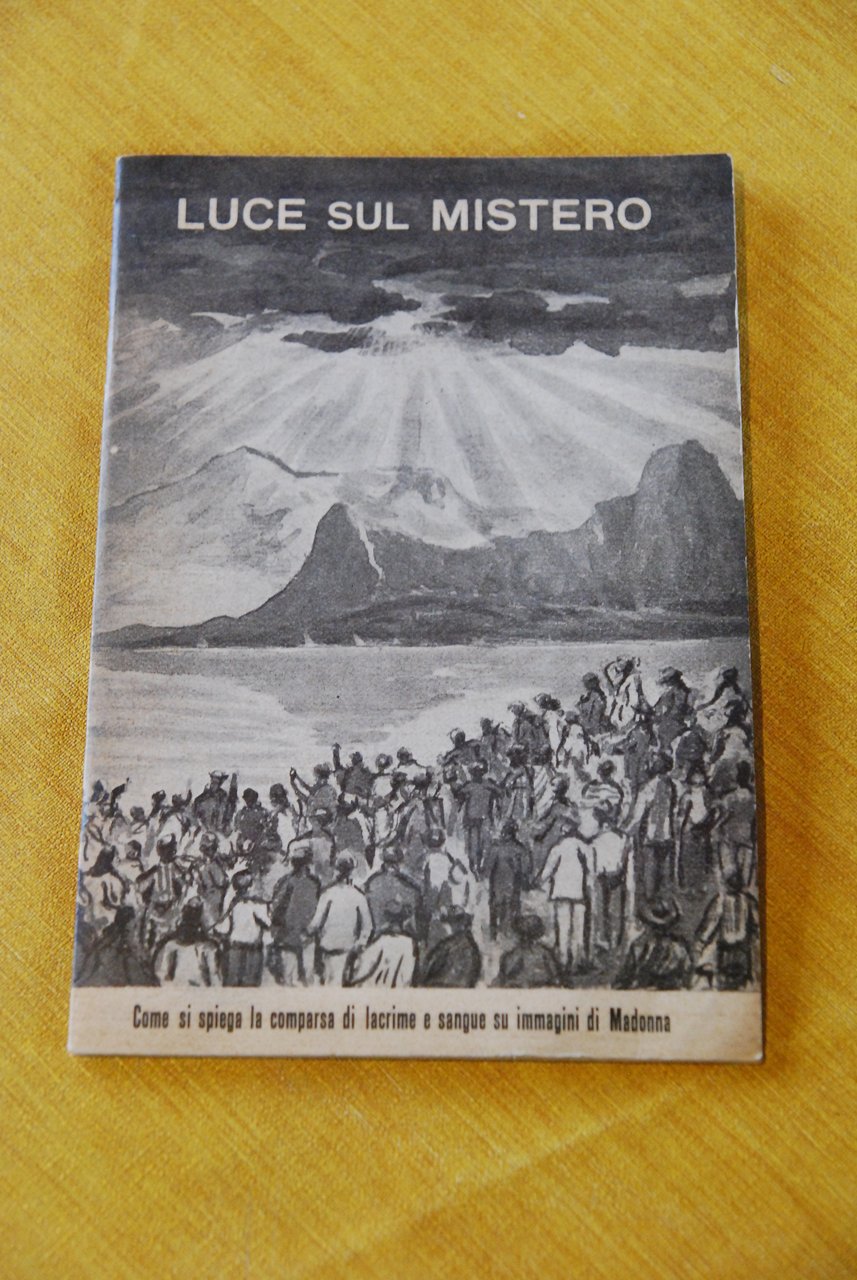 LUCE SUL MISTERO
Come si spiega la comparsa di lacrime e sangue su immagini di Madonna